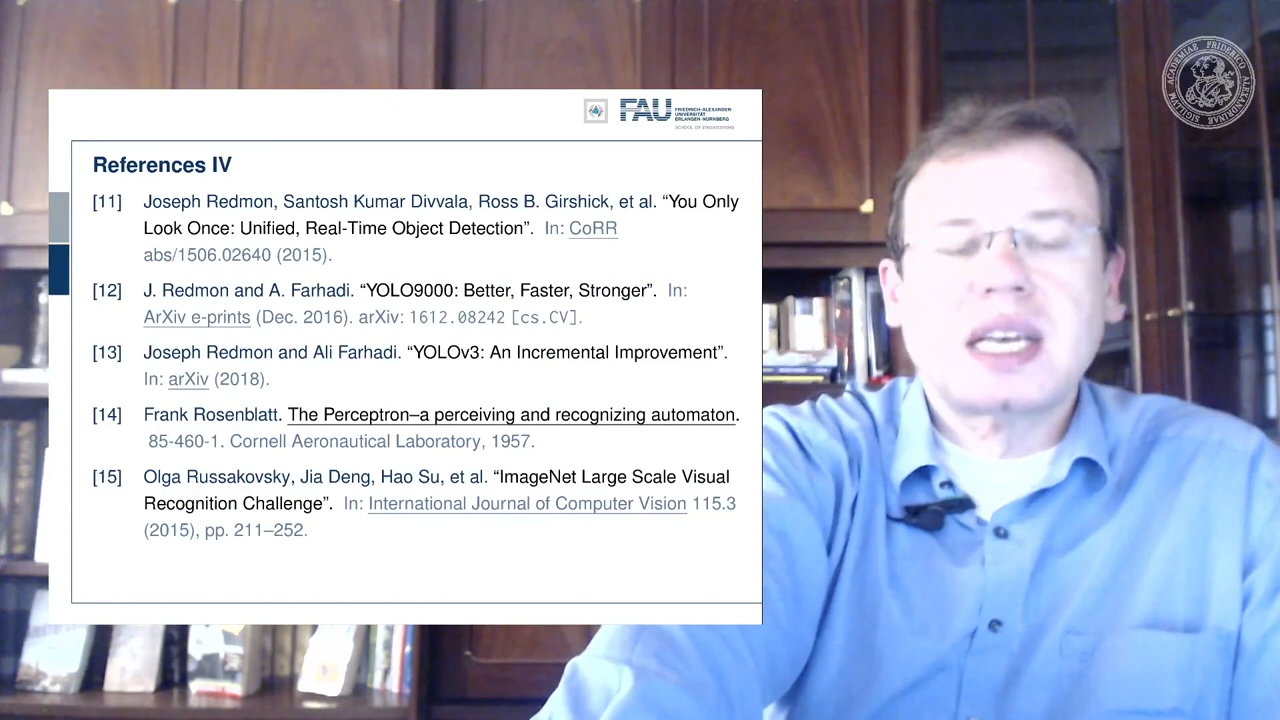 FAU
FRIEDRICH-ALEXANDER-
UNIVERSITÄT
ERLANGEN-NÜRNBERG
SCHOOL OF ENGINEERING
References IV
[11] Joseph Redmon, Santosh Kumar Divvala, Ross B. Girshick, et al. “You Only
Look Once: Unified, Real-Time Object Detection”. In: CoRR
abs/1506.02640 (2015).
[12] J. Redmon and A. Farhadi. “YOLO9000: Better, Faster, Stronger”. In:
ArXiv e-prints (Dec. 2016). arXiv: 1612.08242 [cs.CV].
[13] Joseph Redmon and Ali Farhadi. “YOLOv3: An Incremental Improvement”.
In: arXiv (2018).
[14] Frank Rosenblatt. The Perceptron–a perceiving and recognizing automaton.
85-460-1. Cornell Aeronautical Laboratory, 1957.
[15] Olga Russakovsky, Jia Deng, Hao Su, et al. “ImageNet Large Scale Visual
Recognition Challenge”. In: International Journal of Computer Vision 115.3
(2015), pp. 211–252.
ACADEMIAE FRIDERICO ALEXANDRINAE SIGILLVM